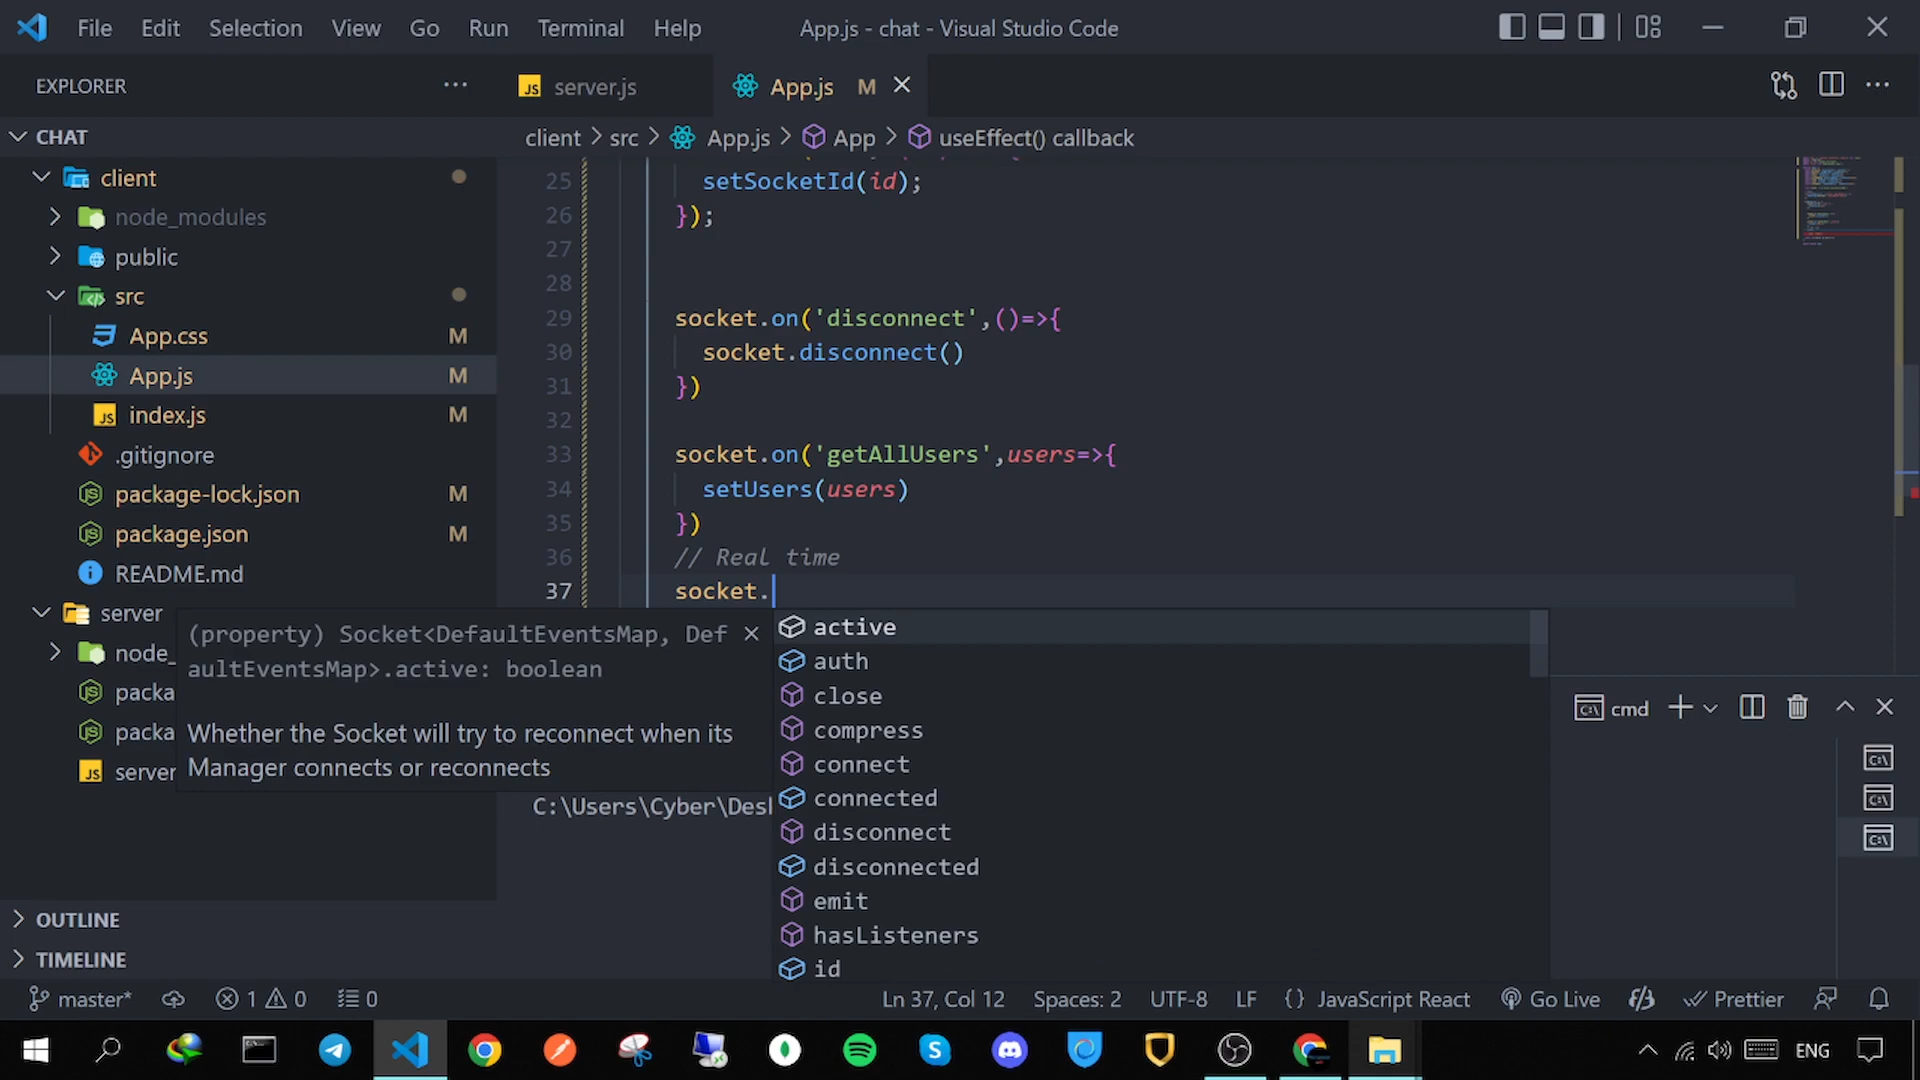 File Edit Selection View Go Run Terminal Help App.js - chat - Visual Studio Code
EXPLORER
JS server.js
App.js M
CHAT
client > src > App.js > App > useEffect() callback
client
node_modules
public
src
App.css M
App.js M
JS index.js M
.gitignore
package-lock.json M
package.json M
README.md
server
node_
packa
packa
JS server
OUTLINE
TIMELINE
25 setSocketId(id);
26 });
27
28
29 socket.on('disconnect',()=>{
30 socket.disconnect()
31 })
32
33 socket.on('getAllUsers',users=>{
34 setUsers(users)
35 })
36 // Real time
37 socket.
(property) Socket<DefaultEventsMap, Def
aultEventsMap>.active: boolean
Whether the Socket will try to reconnect when its
Manager connects or reconnects
active
auth
close
compress
connect
connected
disconnect
disconnected
emit
hasListeners
id
cmd
C:\Users\Cyber\Des
master* 1 0 0 Ln 37, Col 12 Spaces: 2 UTF-8 LF {} JavaScript React Go Live Prettier
ENG